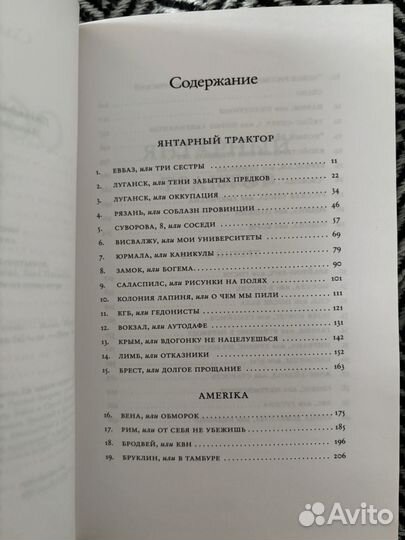 Содержание
ЯНТАРНЫЙ ТРАКТОР
1. ЕВБАЗ, или ТРИ СЕСТРЫ 11
2. ЛУГАНСК, или ТЕНИ ЗАБЫТЫХ ПРЕДКОВ 22
3. ЛУГАНСК, или ОККУПАЦИЯ 34
4. РЯЗАНЬ, или СОБЛАЗН ПРОВИНЦИИ 46
5. СУВОРОВА, 8, или СОСЕДИ 57
6. ВИСВАЛЖУ, или МОИ УНИВЕРСИТЕТЫ 69
7. ЮРМАЛА, или КАНИКУЛЫ 79
8. ЗАМОК, или БОГЕМА 90
9. САЛАСПИЛС, или РИСУНКИ НА ПОЛЯХ 101
10. КОЛОНИЯ ЛАПИНЯ, или О ЧЕМ МЫ ПИЛИ 111
11. КГБ, или ГЕДОНИСТЫ 121
12. ВОКЗАЛ, или АУТОДАФЕ 131
13. КРЫМ, или ВДОГОНКУ НЕ НАЦЕЛУЕШЬСЯ 142
14. ЛИМБ, или ОТКАЗНИКИ 152
15. БРЕСТ, или ДОЛГОЕ ПРОЩАНИЕ 163
AMERIKA
16. ВЕНА, или ОБМОРОК 175
17. РИМ, или ОТ СЕБЯ НЕ УБЕЖИШЬ 185
18. БРОДВЕЙ, или КВН 196
19. БРУКЛИН, или В ТАМБУРЕ 206
Avito